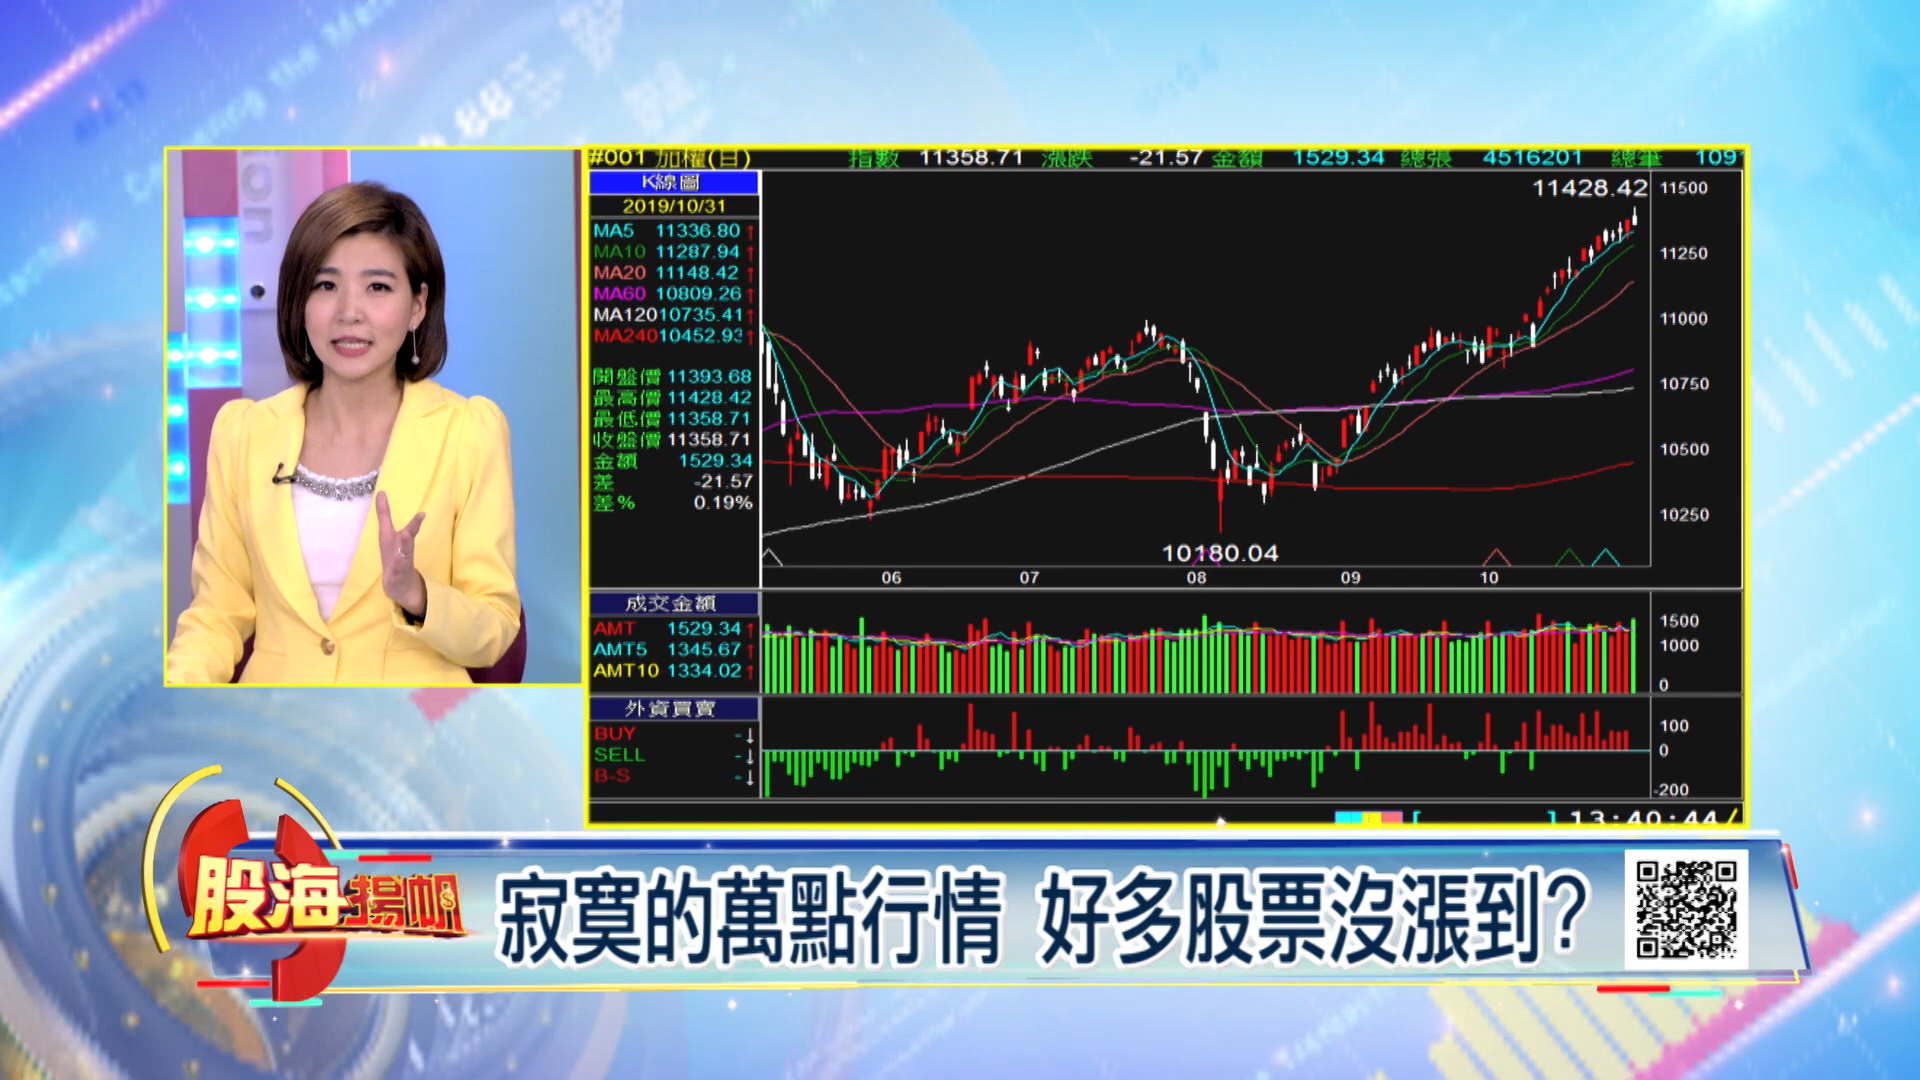 #001 加權(日) 指數 11358.71 漲跌 -21.57 金額 1529.34 總張 4516201 總筆 109
K線圖
2019/10/31
MA5 11336.80↑
MA10 11287.94↑
MA20 11148.42↑
MA60 10809.26↑
MA120 10735.41↑
MA240 10452.93↑
開盤價 11393.68
最高價 11428.42
最低價 11358.71
收盤價 11358.71
金額 1529.34
差 -21.57
差% 0.19%
11428.42
11500
11250
11000
10750
10500
10250
10180.04
06 07 08 09 10
成交金額
AMT 1529.34↑
AMT5 1345.67↑
AMT10 1334.02↑
1500
1000
0
外資買賣
BUY -↓
SELL -↓
B-S -↓
100
0
-200
[ ] 13:40:44/
股海揚帆
寂寞的萬點行情 好多股票沒漲到?